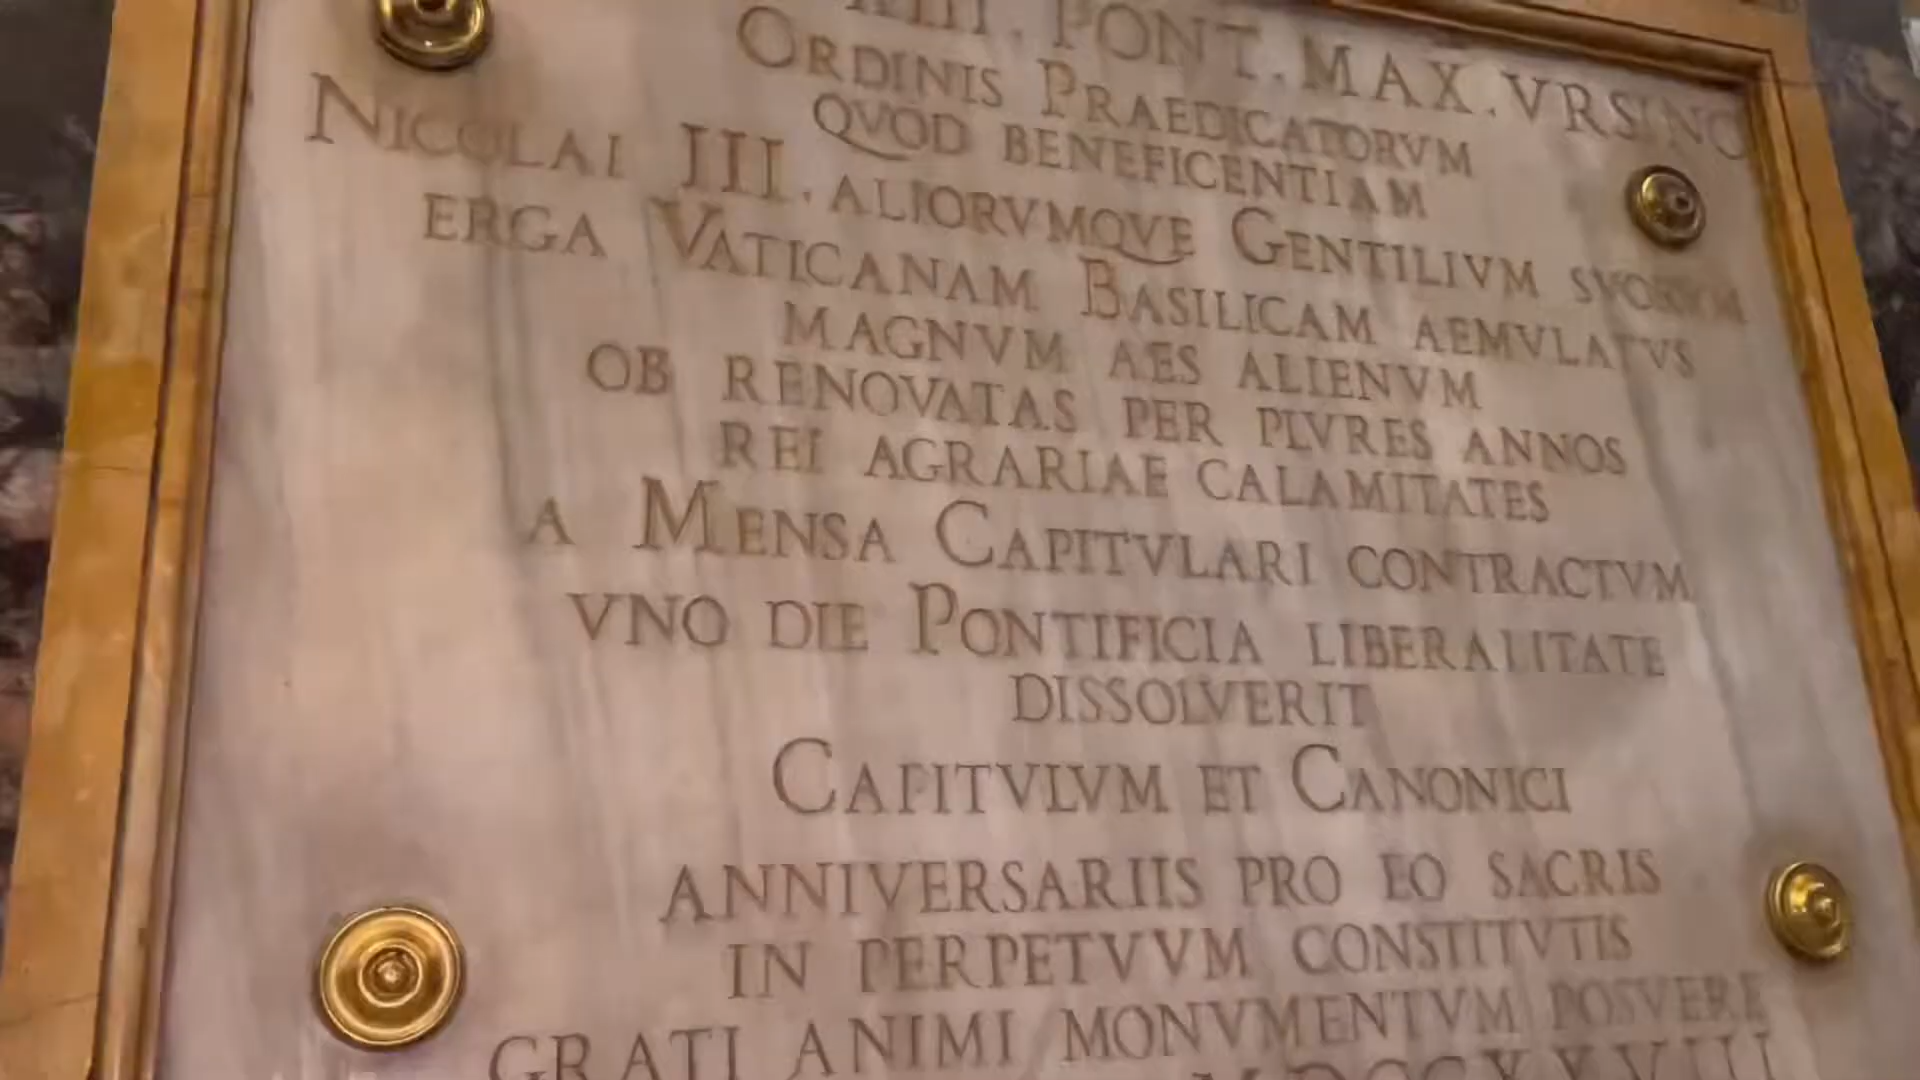 XIII . PONT . MAX . VRSINO
ORDINIS PRAEDICATORVM
QVOD BENEFICENTIAM
NICOLAI III . ALIORVMQVE GENTILIVM SVORVM
ERGA VATICANAM BASILICAM AEMVLATVS
MAGNVM AES ALIENVM
OB RENOVATAS PER PLVRES ANNOS
REI AGRARIAE CALAMITATES
A MENSA CAPITVLARI CONTRACTVM
VNO DIE PONTIFICIA LIBERALITATE
DISSOLVERIT
CAPITVLVM ET CANONICI
ANNIVERSARIIS PRO EO SACRIS
IN PERPETVVM CONSTITVTIS
GRATI ANIMI MONVMENTVM POSVERE
MDCCXXVIII